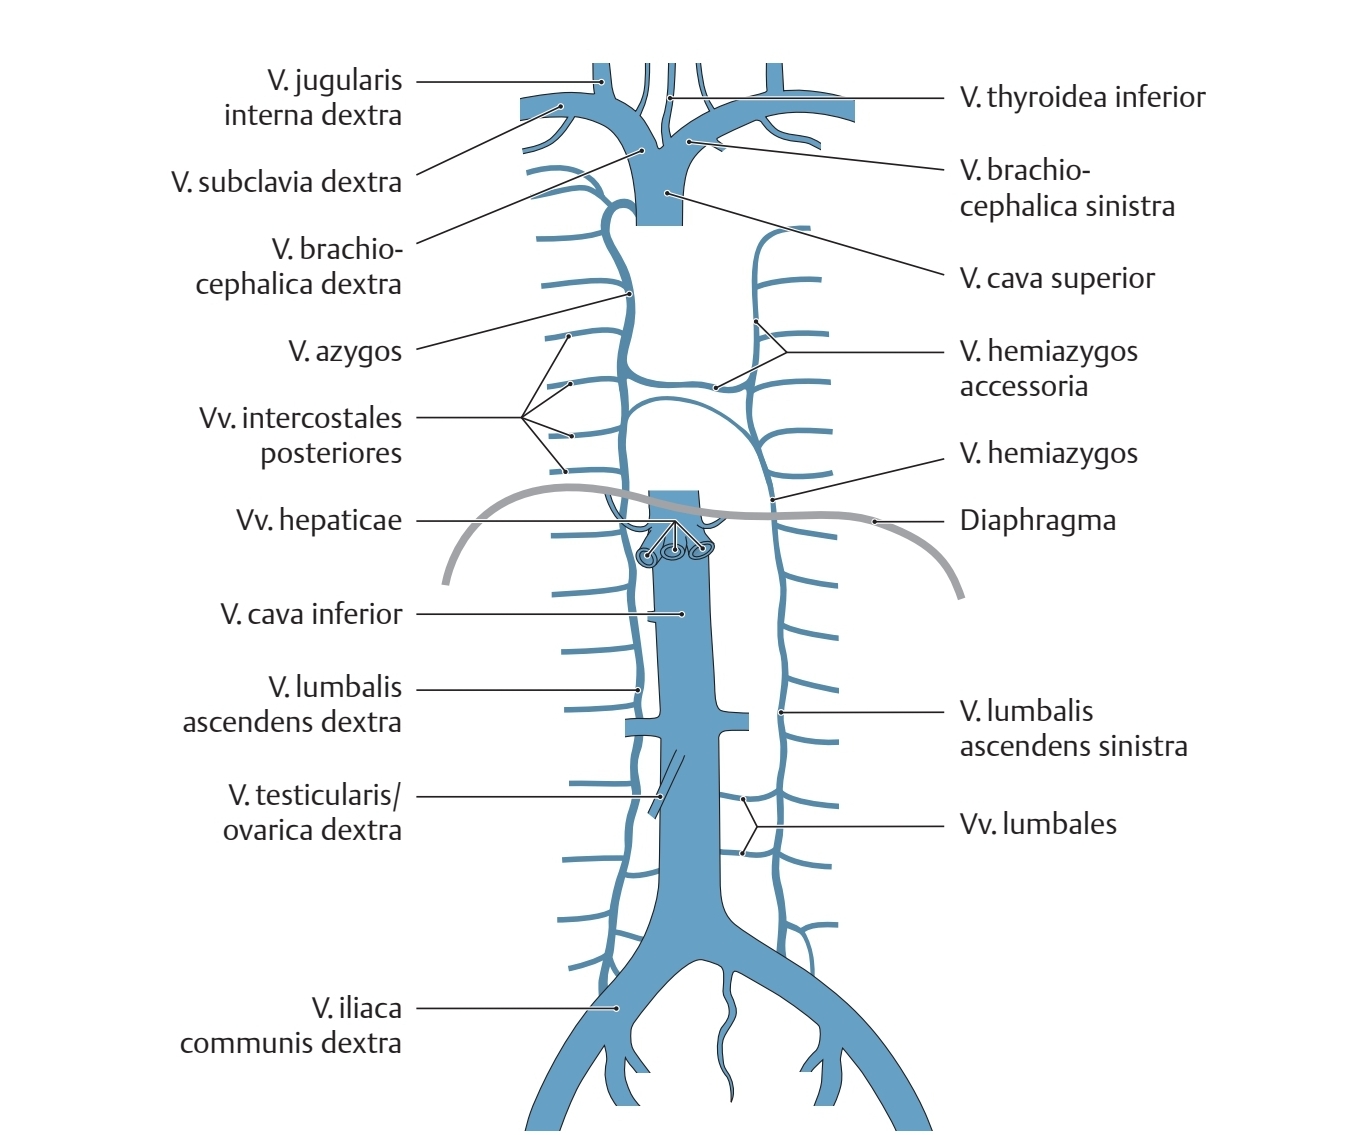 V. jugularis
interna dextra
V. subclavia dextra
V. brachio-
cephalica dextra
V. azygos
Vv. intercostales
posteriores
Vv. hepaticae
V. cava inferior
V. lumbalis
ascendens dextra
V. testicularis/
ovarica dextra
V. iliaca
communis dextra
V. thyroidea inferior
V. brachio-
cephalica sinistra
V. cava superior
V. hemiazygos
accessoria
V. hemiazygos
Diaphragma
V. lumbalis
ascendens sinistra
Vv. lumbales